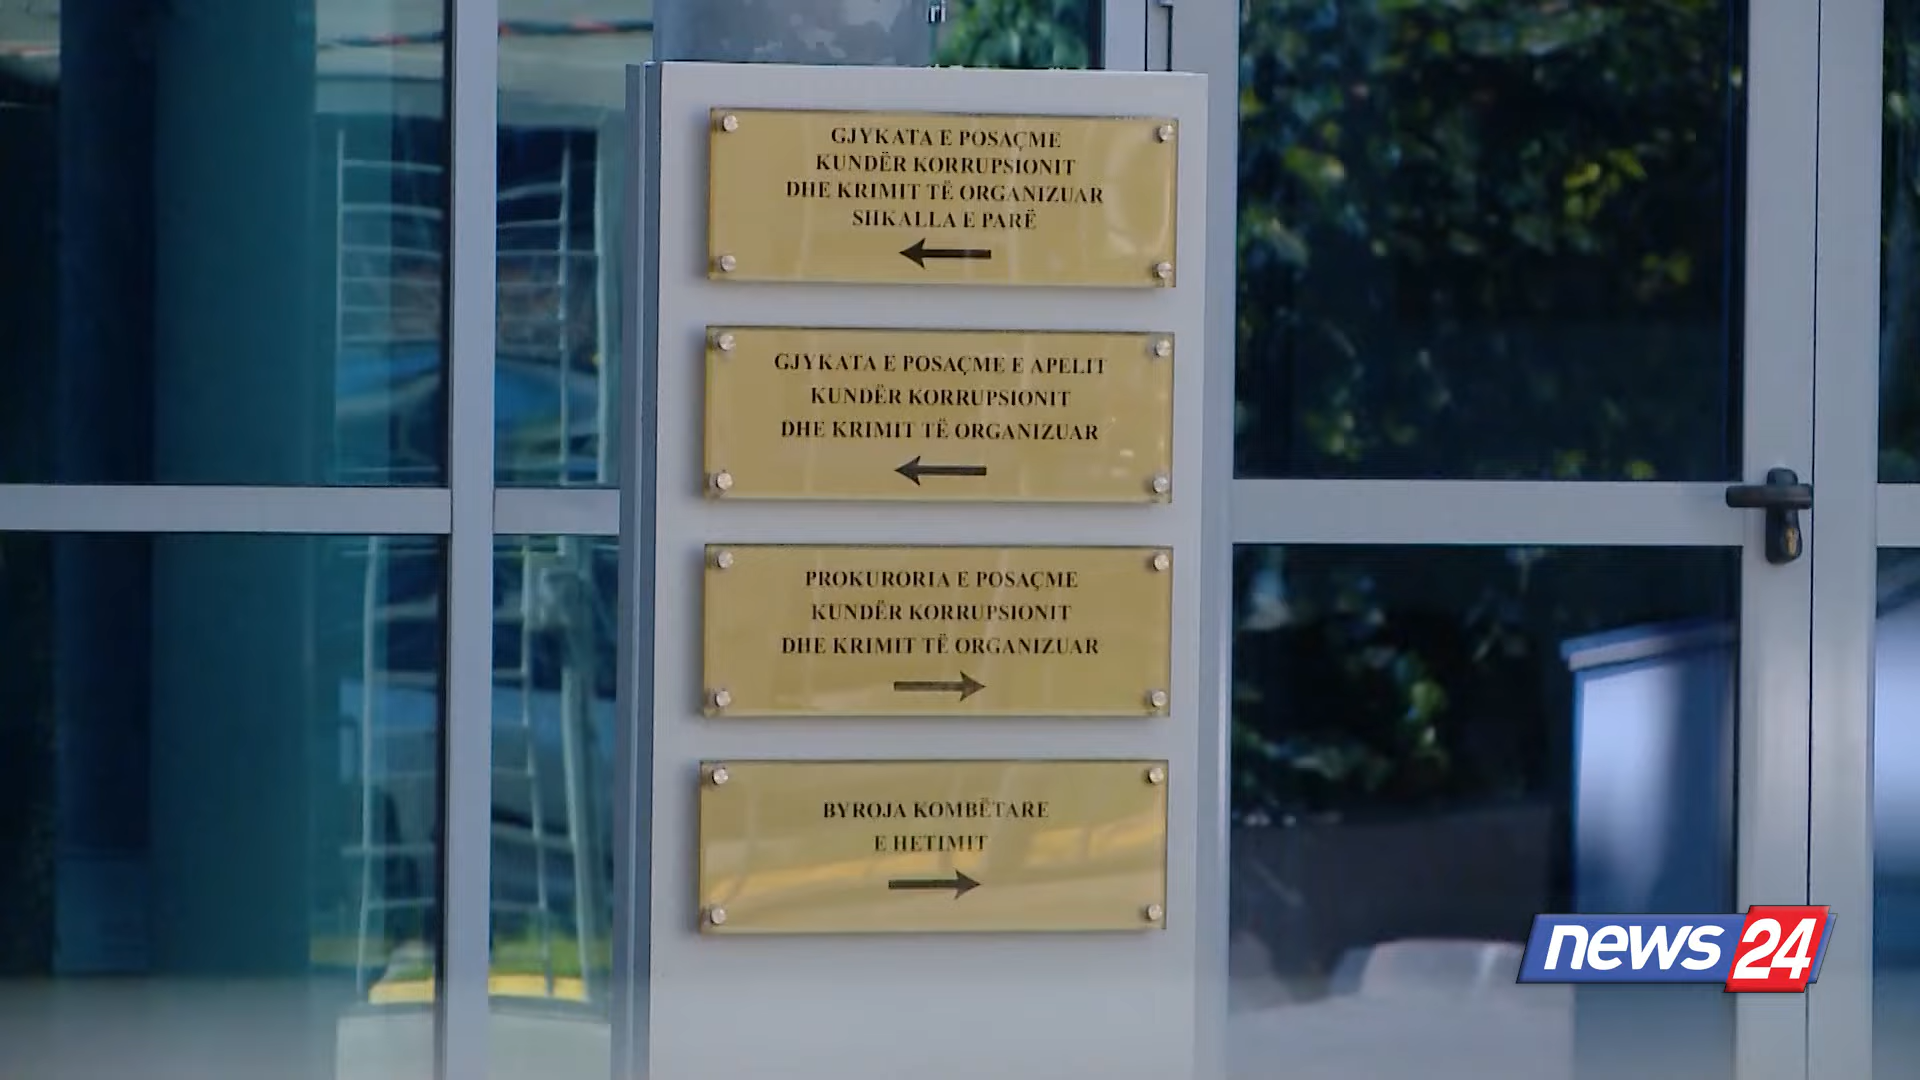 GJYKATA E POSAÇME
KUNDËR KORRUPSIONIT
DHE KRIMIT TË ORGANIZUAR
SHKALLA E PARË
GJYKATA E POSAÇME E APELIT
KUNDËR KORRUPSIONIT
DHE KRIMIT TË ORGANIZUAR
PROKURORIA E POSAÇME
KUNDËR KORRUPSIONIT
DHE KRIMIT TË ORGANIZUAR
BYROJA KOMBËTARE
E HETIMIT
news24